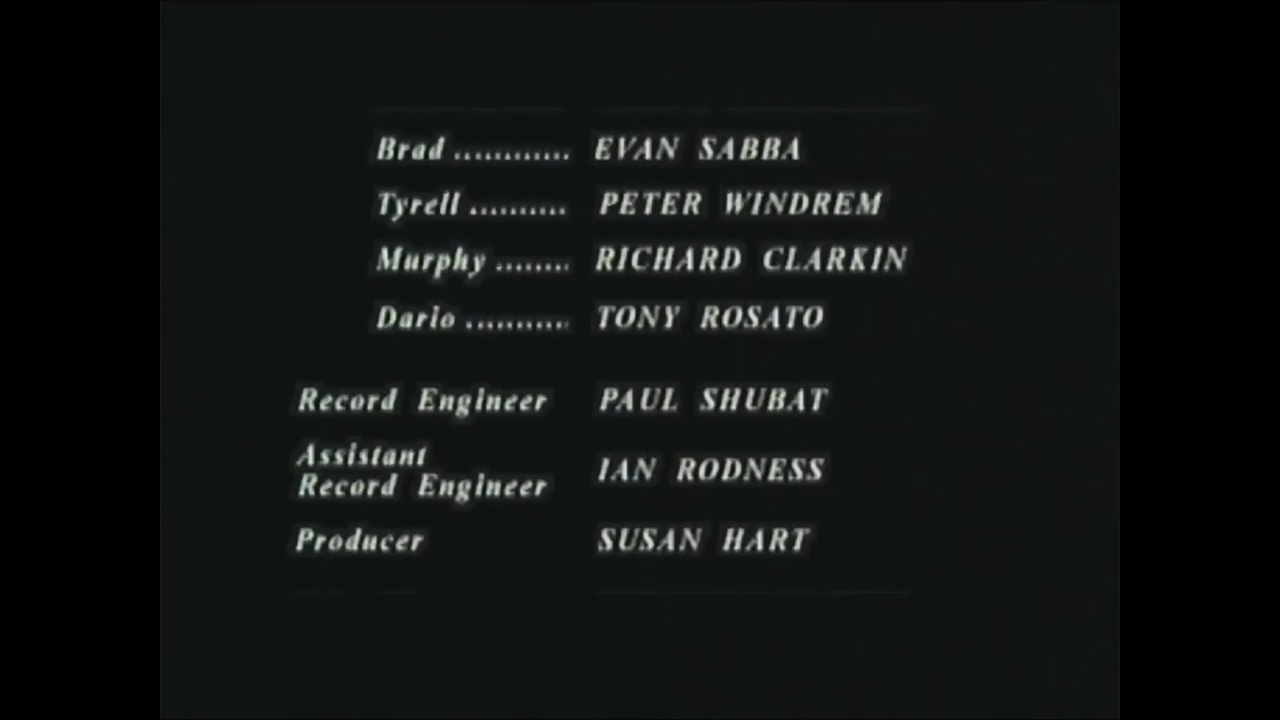 Brad ............ EVAN SABBA
Tyrell .......... PETER WINDREM
Murphy ........ RICHARD CLARKIN
Dario ........... TONY ROSATO
Record Engineer PAUL SHUBAT
Assistant
Record Engineer IAN RODNESS
Producer SUSAN HART